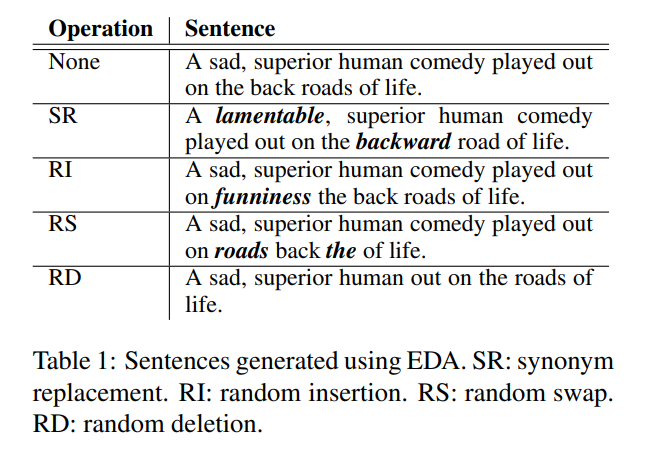 Operation Sentence
None A sad, superior human comedy played out
on the back roads of life.
SR A lamentable, superior human comedy
played out on the backward road of life.
RI A sad, superior human comedy played out
on funniness the back roads of life.
RS A sad, superior human comedy played out
on roads back the of life.
RD A sad, superior human out on the roads of
life.
Table 1: Sentences generated using EDA. SR: synonym
replacement. RI: random insertion. RS: random swap.
RD: random deletion.